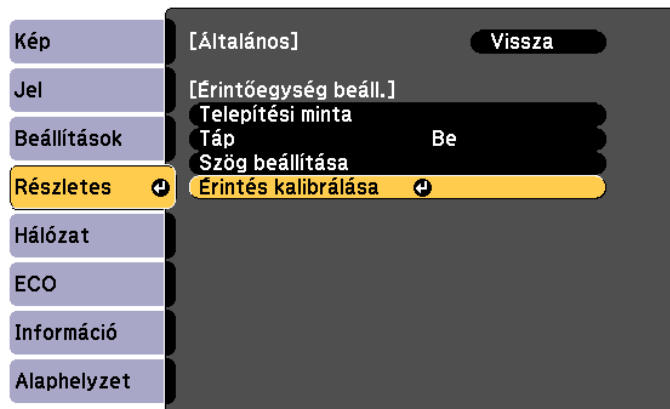 Kép
Jel
Beállítások
Részletes
Hálózat
ECO
Információ
Alaphelyzet
[Általános] Vissza
[Érintőegység beáll.]
Telepítési minta
Táp Be
Szög beállítása
Érintés kalibrálása